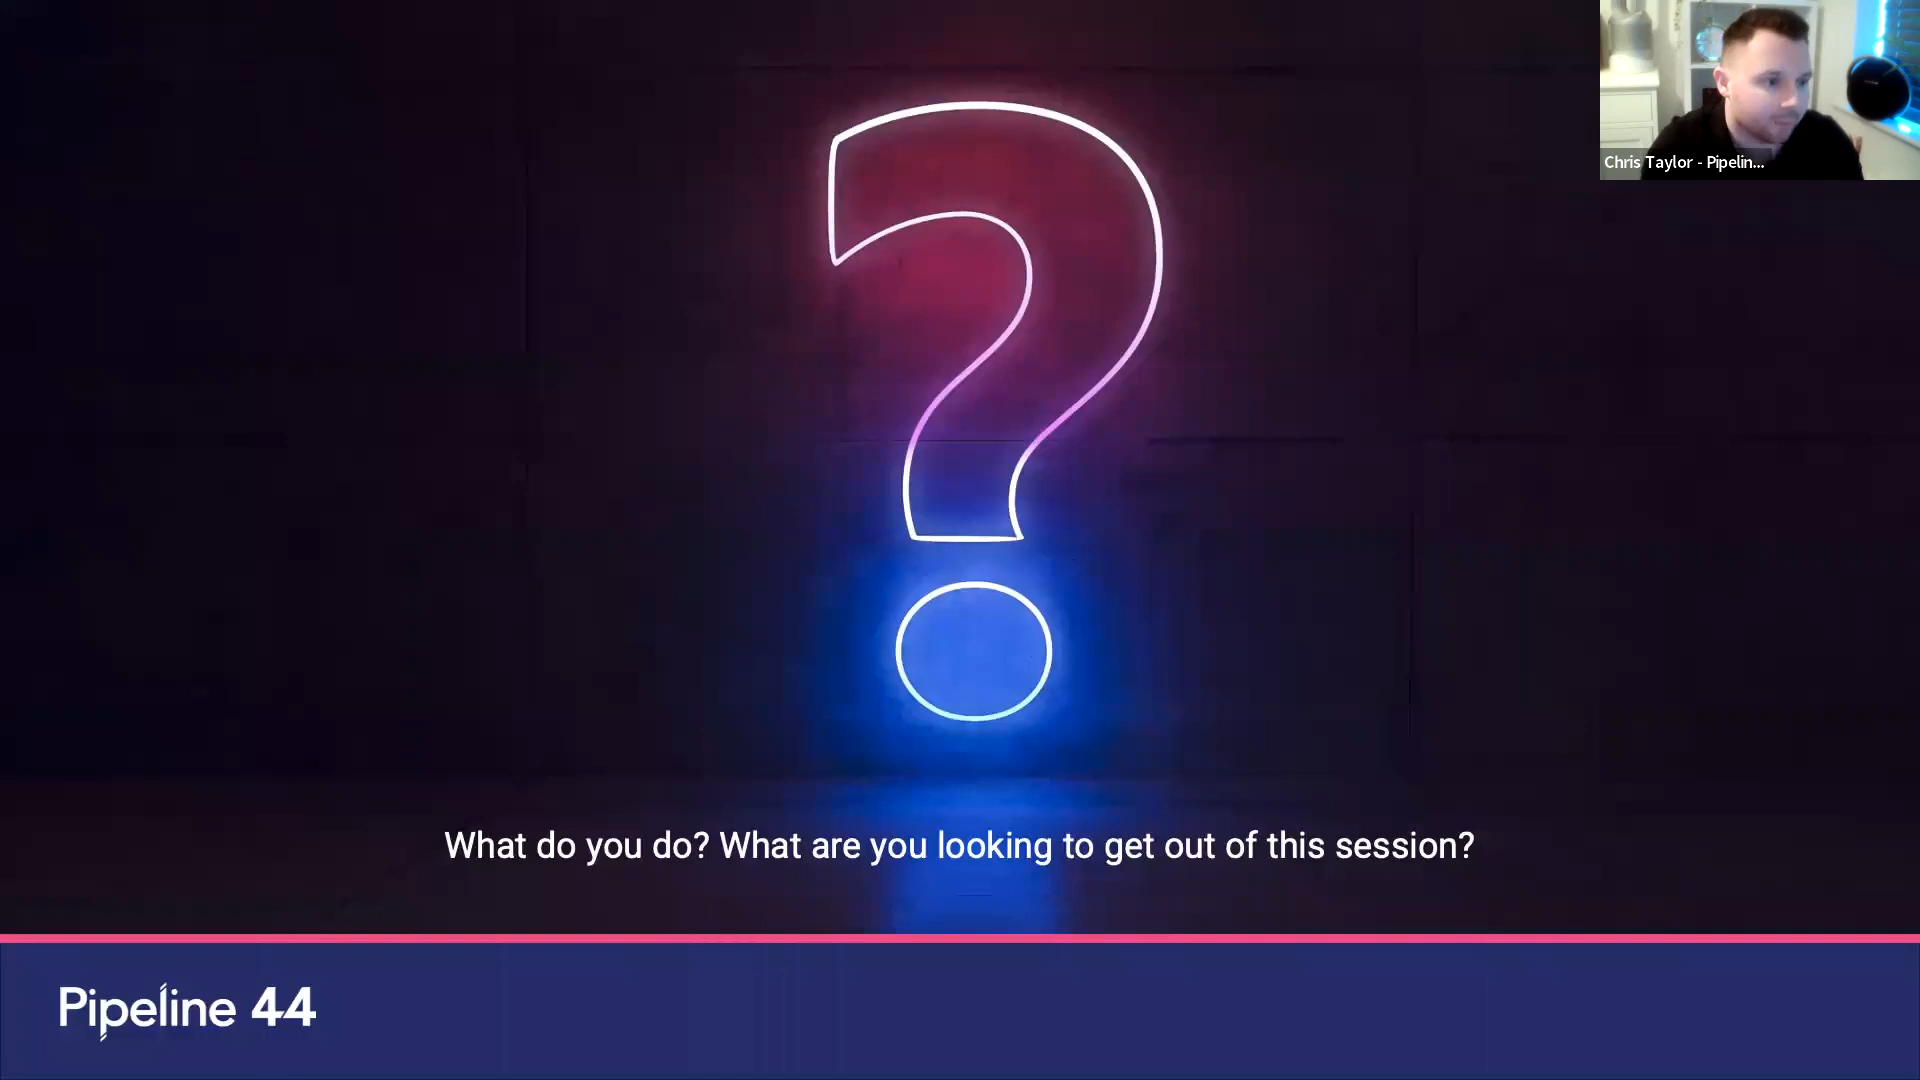 Chris Taylor - Pipelin...
What do you do? What are you looking to get out of this session?
Pipeline 44